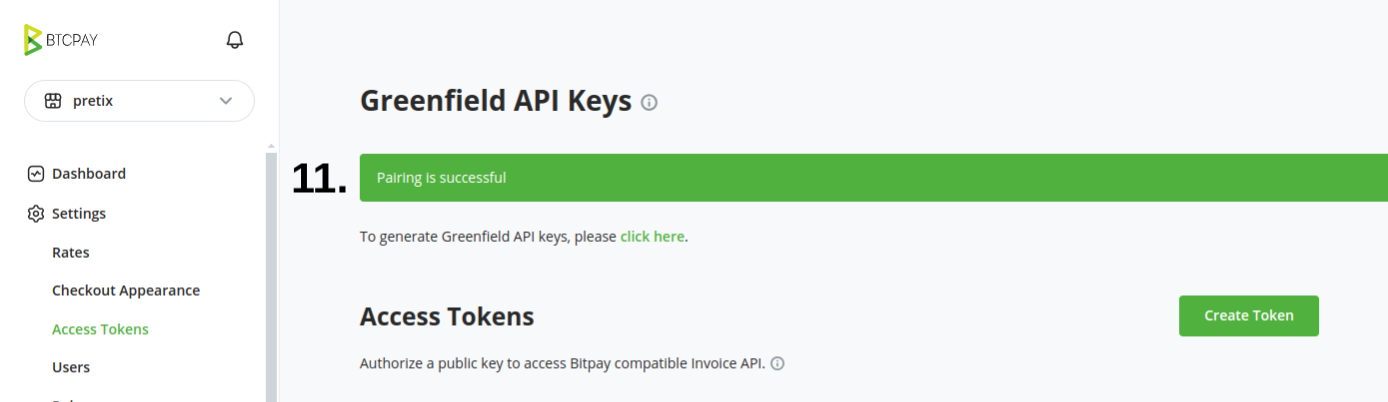 BTCPAY
pretix
Dashboard
Settings
Rates
Checkout Appearance
Access Tokens
Users
Greenfield API Keys
11.
Pairing is successful
To generate Greenfield API keys, please click here.
Access Tokens
Create Token
Authorize a public key to access Bitpay compatible Invoice API.